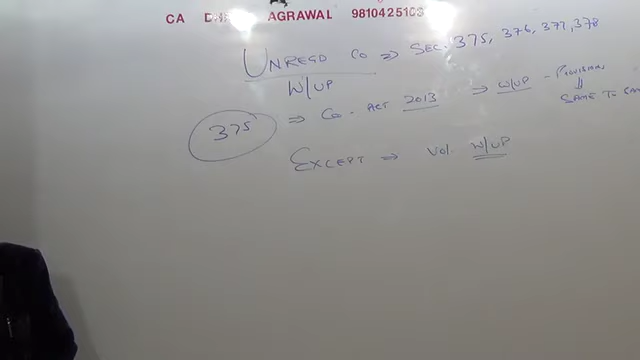 CA AGRAWAL 9810425103
UNREGD CO ⇒ SEC. 375, 376, 377, 378
W/UP
375 ⇒ CO. ACT 2013 ⇒ W/UP - PROVISION
⇓
SAME TO
EXCEPT ⇒ VOL. W/UP